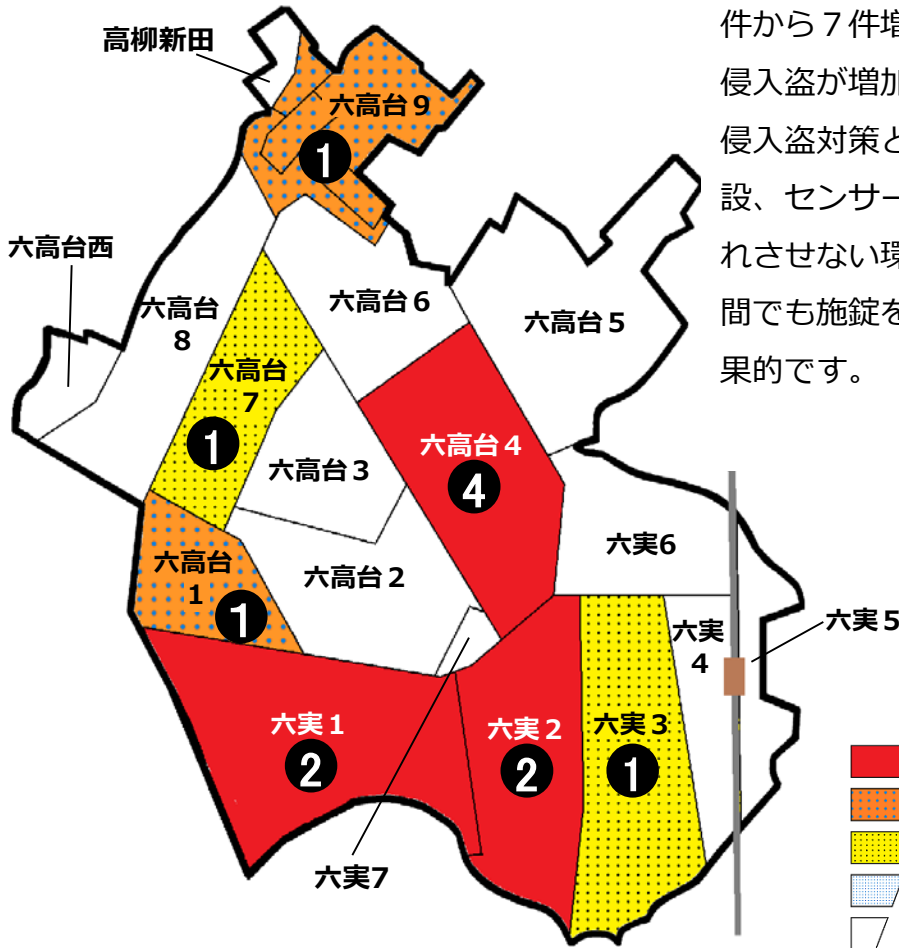 件から７件増
侵入盗が増加
侵入盗対策と
設、センサー
れさせない環
間でも施錠を
果的です。
高柳新田
六高台９
1
六高台西
六高台
8
六高台６
六高台５
六高台
7
1
六高台３
六高台４
4
六高台２
六実6
六高台
1
1
六実
4
六実５
六実１
2
六実２
2
六実３
1
六実7